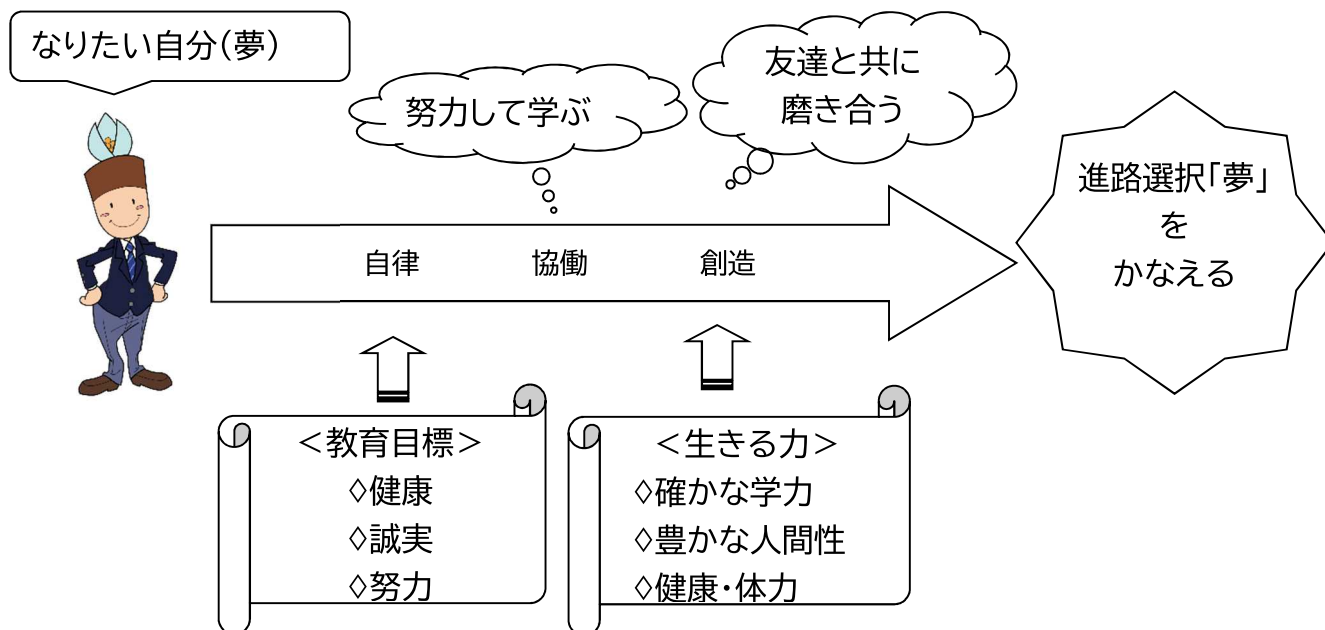 なりたい自分(夢)
努力して学ぶ
友達と共に
磨き合う
自律
協働
創造
進路選択「夢」
を
かなえる
＜教育目標＞
◊健康
◊誠実
◊努力
＜生きる力＞
◊確かな学力
◊豊かな人間性
◊健康・体力